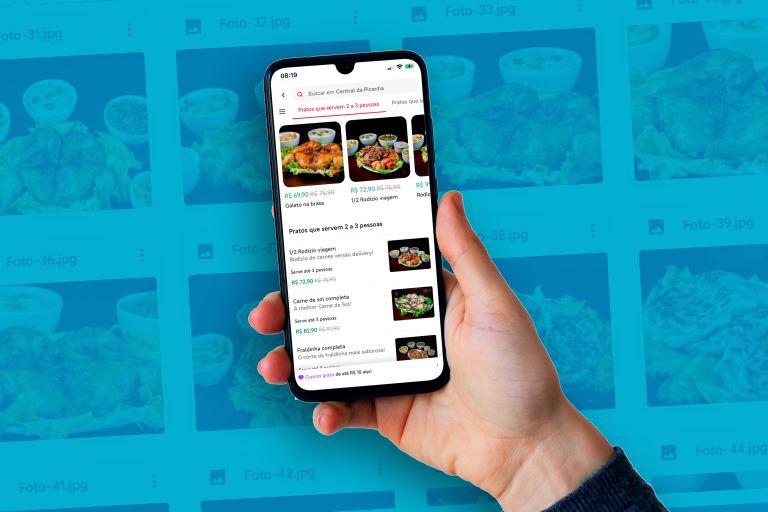 Foto-31.jpg
Foto-32.jpg
Foto-33.jpg
08:19
Buscar em Central da Picanha
Pratos que servem 2 a 3 pessoas
Pratos que s
R$ 69,90 R$ 75,90
Galeto na brasa
R$ 72,90 R$ 76,90
1/2 Rodízio viagem
R$ 9
Rodíz
Pratos que servem 2 a 3 pessoas
1/2 Rodízio viagem
Rodízio de carnes versão delivery!
Serve até 3 pessoas
R$ 72,90 R$ 76,90
Carne de sol completa
A melhor Carne de Sol!
Serve até 3 pessoas
R$ 82,90 R$ 91,90
Fraldinha completa
O corte da fraldinha mais saborosa!
Cupons grátis de até R$ 10 aqui
Foto-36.jpg
Foto-3
-38.jpg
Foto-39.jpg
Foto-41.jpg
Foto-42.jpg
Foto-44.jpg